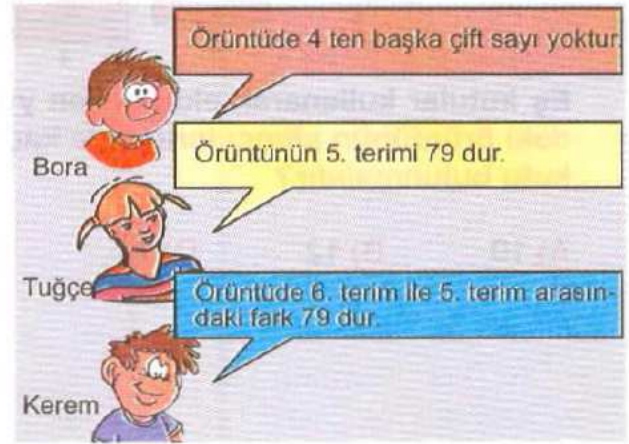 Örüntüde 4 ten başka çift sayı yoktur.
Bora
Örüntünün 5. terimi 79 dur.
Tuğçe
Örüntüde 6. terim ile 5. terim arasın-
daki fark 79 dur.
Kerem